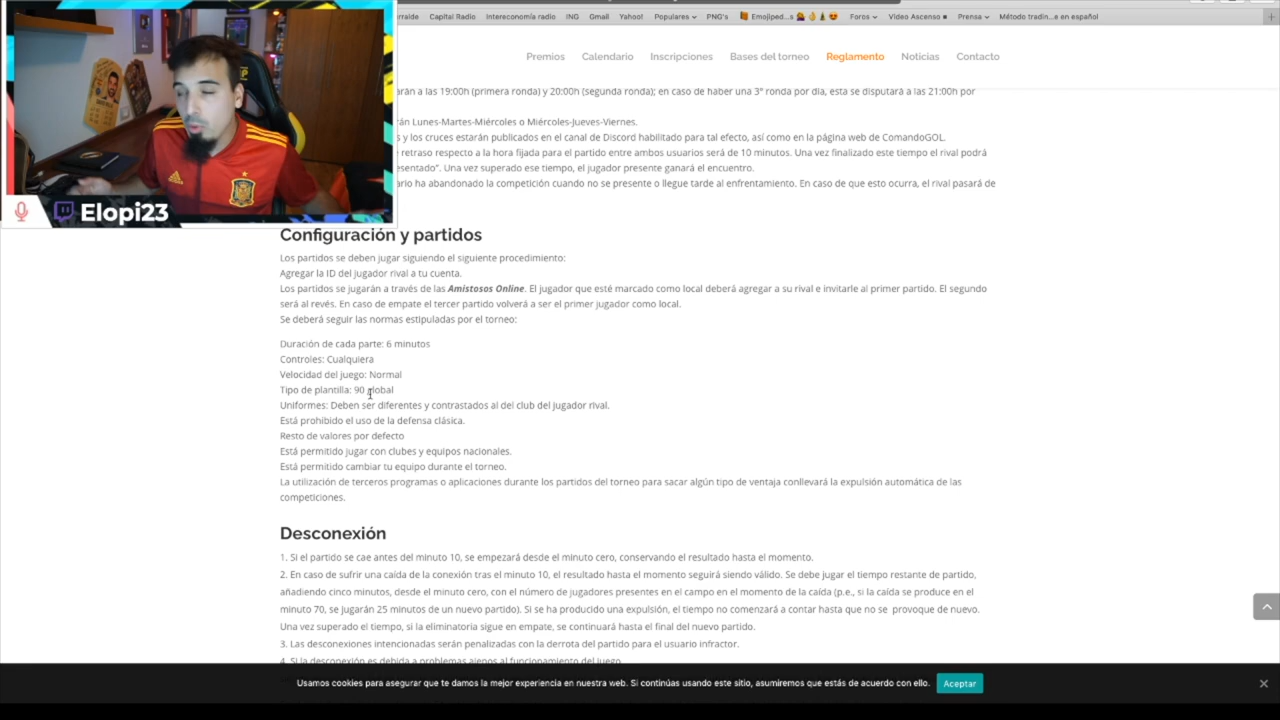 erralde Capital Radio Intereconomía radio ING Gmail Yahoo! Populares PNG's Emojiped...s Foros Vídeo Ascenso Prensa Método tradin...e en español
Premios Calendario Inscripciones Bases del torneo Reglamento Noticias Contacto
arán a las 19:00h (primera ronda) y 20:00h (segunda ronda); en caso de haber una 3ª ronda por día, esta se disputará a las 21:00h por
rán Lunes-Martes-Miércoles o Miércoles-Jueves-Viernes.
s y los cruces estarán publicados en el canal de Discord habilitado para tal efecto, así como en la página web de ComandoGOL.
e retraso respecto a la hora fijada para el partido entre ambos usuarios será de 10 minutos. Una vez finalizado este tiempo el rival podrá
esentado". Una vez superado ese tiempo, el jugador presente ganará el encuentro.
ario ha abandonado la competición cuando no se presente o llegue tarde al enfrentamiento. En caso de que esto ocurra, el rival pasará de
Elopi23
Configuración y partidos
Los partidos se deben jugar siguiendo el siguiente procedimiento:
Agregar la ID del jugador rival a tu cuenta.
Los partidos se jugarán a través de las Amistosos Online. El jugador que esté marcado como local deberá agregar a su rival e invitarle al primer partido. El segundo
será al revés. En caso de empate el tercer partido volverá a ser el primer jugador como local.
Se deberá seguir las normas estipuladas por el torneo:
Duración de cada parte: 6 minutos
Controles: Cualquiera
Velocidad del juego: Normal
Tipo de plantilla: 90 global
Uniformes: Deben ser diferentes y contrastados al del club del jugador rival.
Está prohibido el uso de la defensa clásica.
Resto de valores por defecto
Está permitido jugar con clubes y equipos nacionales.
Está permitido cambiar tu equipo durante el torneo.
La utilización de terceros programas o aplicaciones durante los partidos del torneo para sacar algún tipo de ventaja conllevará la expulsión automática de las
competiciones.
Desconexión
1. Si el partido se cae antes del minuto 10, se empezará desde el minuto cero, conservando el resultado hasta el momento.
2. En caso de sufrir una caída de la conexión tras el minuto 10, el resultado hasta el momento seguirá siendo válido. Se debe jugar el tiempo restante de partido,
añadiendo cinco minutos, desde el minuto cero, con el número de jugadores presentes en el campo en el momento de la caída (p.e., si la caída se produce en el
minuto 70, se jugarán 25 minutos de un nuevo partido). Si se ha producido una expulsión, el tiempo no comenzará a contar hasta que no se provoque de nuevo.
Una vez superado el tiempo, si la eliminatoria sigue en empate, se continuará hasta el final del nuevo partido.
3. Las desconexiones intencionadas serán penalizadas con la derrota del partido para el usuario infractor.
4. Si la desconexión es debida a problemas ajenos al funcionamiento del juego
Usamos cookies para asegurar que te damos la mejor experiencia en nuestra web. Si continúas usando este sitio, asumiremos que estás de acuerdo con ello. Aceptar